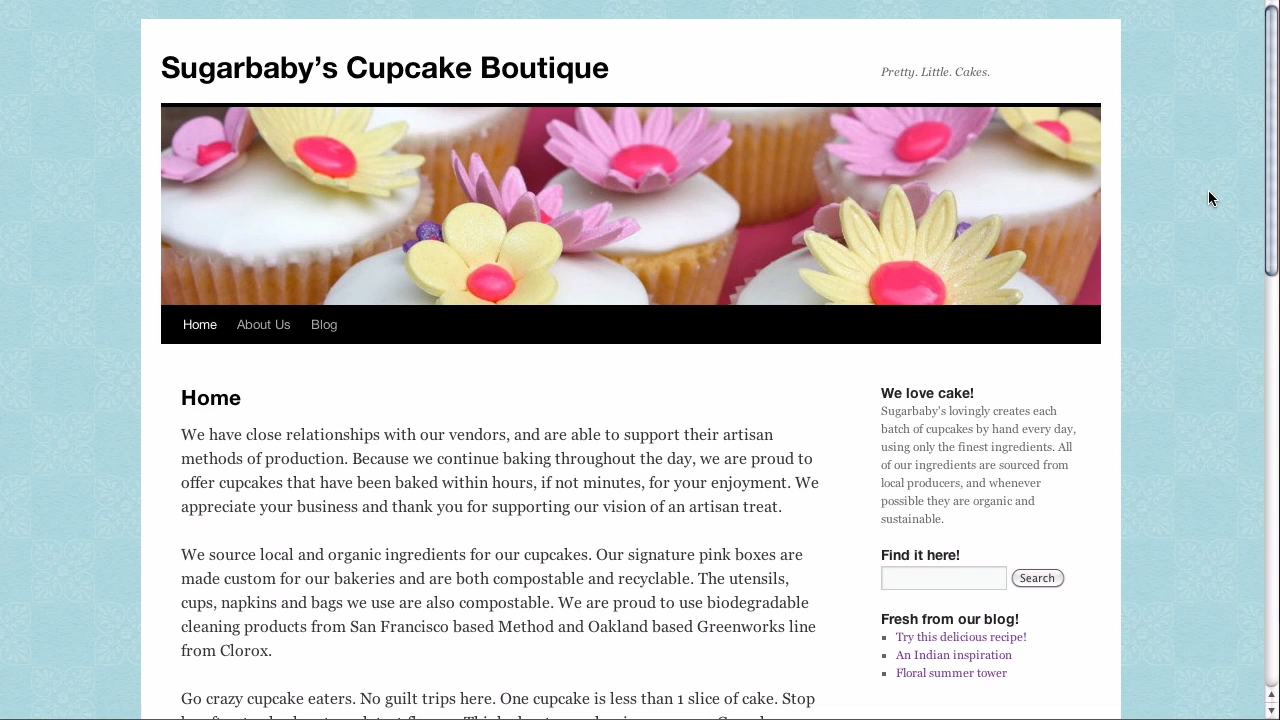 Sugarbaby’s Cupcake Boutique
Pretty. Little. Cakes.
Home About Us Blog
Home
We have close relationships with our vendors, and are able to support their artisan
methods of production. Because we continue baking throughout the day, we are proud to
offer cupcakes that have been baked within hours, if not minutes, for your enjoyment. We
appreciate your business and thank you for supporting our vision of an artisan treat.
We source local and organic ingredients for our cupcakes. Our signature pink boxes are
made custom for our bakeries and are both compostable and recyclable. The utensils,
cups, napkins and bags we use are also compostable. We are proud to use biodegradable
cleaning products from San Francisco based Method and Oakland based Greenworks line
from Clorox.
Go crazy cupcake eaters. No guilt trips here. One cupcake is less than 1 slice of cake. Stop
We love cake!
Sugarbaby's lovingly creates each
batch of cupcakes by hand every day,
using only the finest ingredients. All
of our ingredients are sourced from
local producers, and whenever
possible they are organic and
sustainable.
Find it here!
Search
Fresh from our blog!
Try this delicious recipe!
An Indian inspiration
Floral summer tower